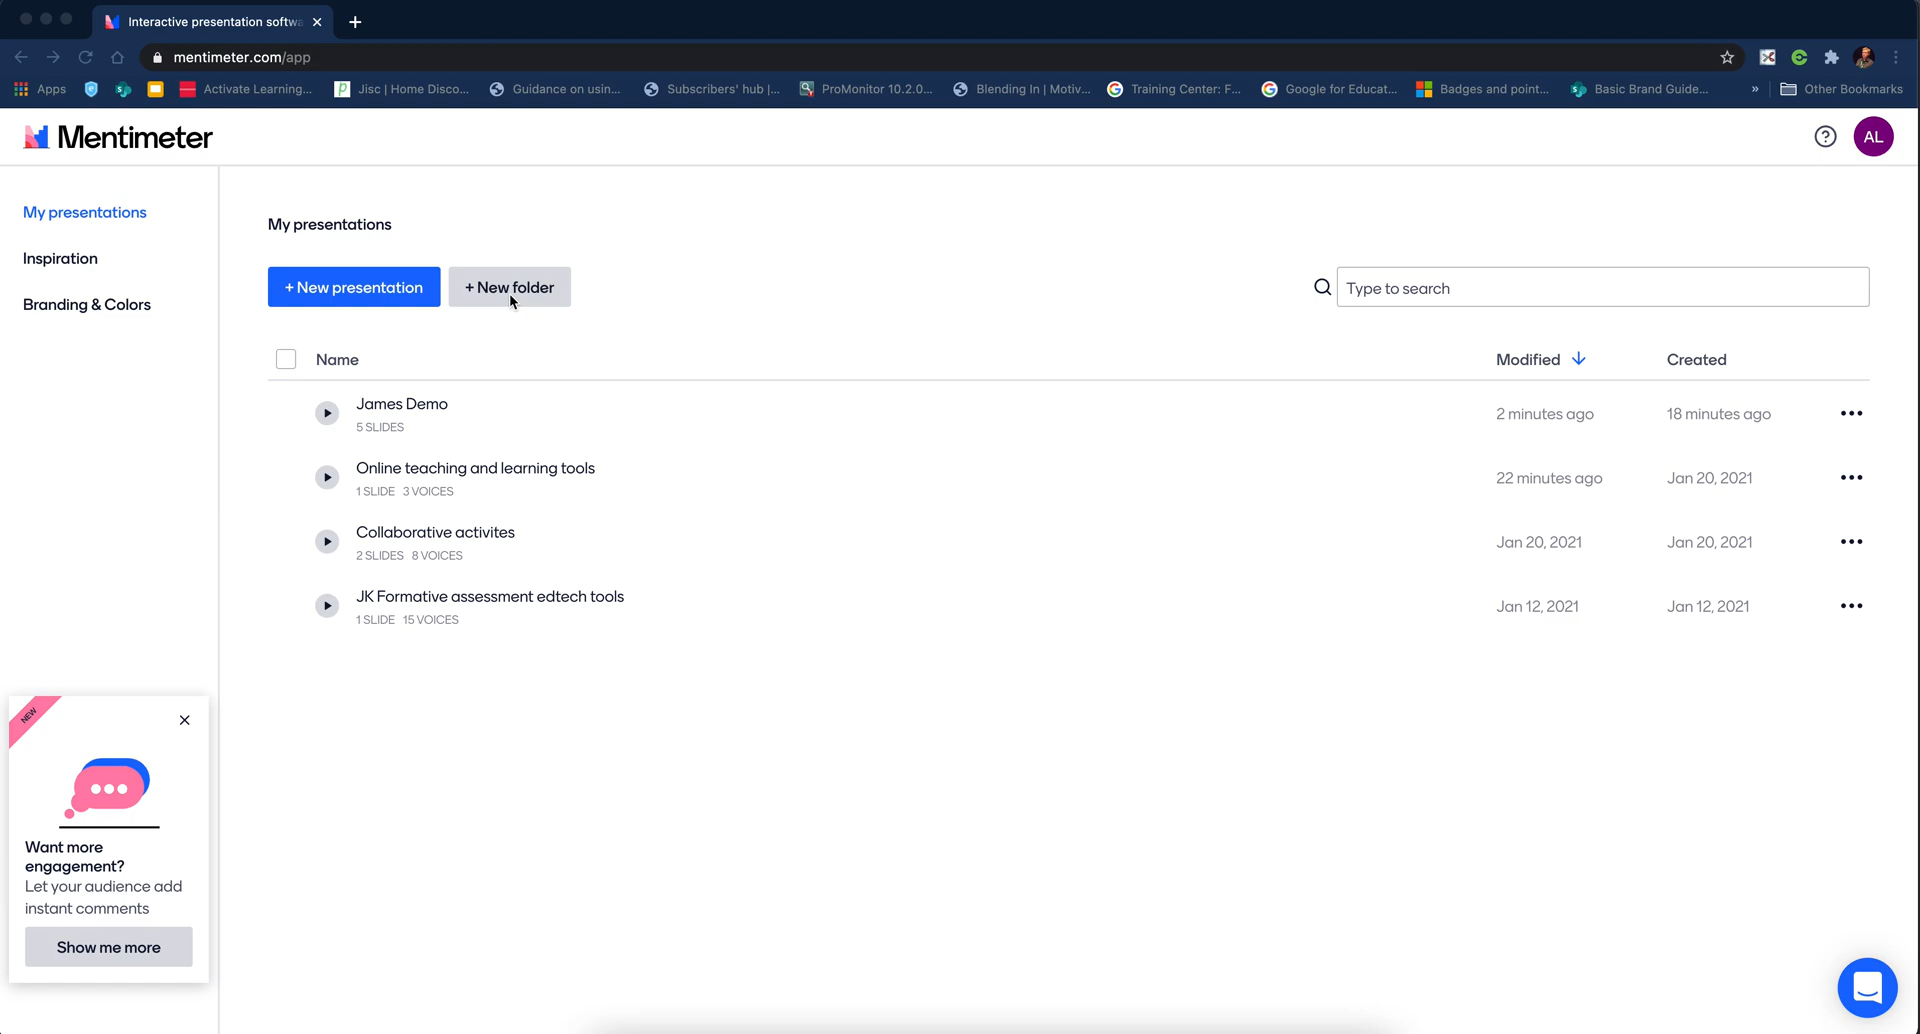 Interactive presentation softwa
mentimeter.com/app
Apps
Activate Learning...
Jisc | Home Disco...
Guidance on usin...
Subscribers' hub |...
ProMonitor 10.2.0...
Blending In | Motiv...
Training Center: F...
Google for Educat...
Badges and point...
Basic Brand Guide...
»
Other Bookmarks
Mentimeter
AL
My presentations
Inspiration
Branding & Colors
My presentations
+ New presentation
+ New folder
Type to search
Name
Modified
Created
James Demo
5 SLIDES
2 minutes ago
18 minutes ago
Online teaching and learning tools
1 SLIDE 3 VOICES
22 minutes ago
Jan 20, 2021
Collaborative activites
2 SLIDES 8 VOICES
Jan 20, 2021
Jan 20, 2021
JK Formative assessment edtech tools
1 SLIDE 15 VOICES
Jan 12, 2021
Jan 12, 2021
NEW
Want more
engagement?
Let your audience add
instant comments
Show me more